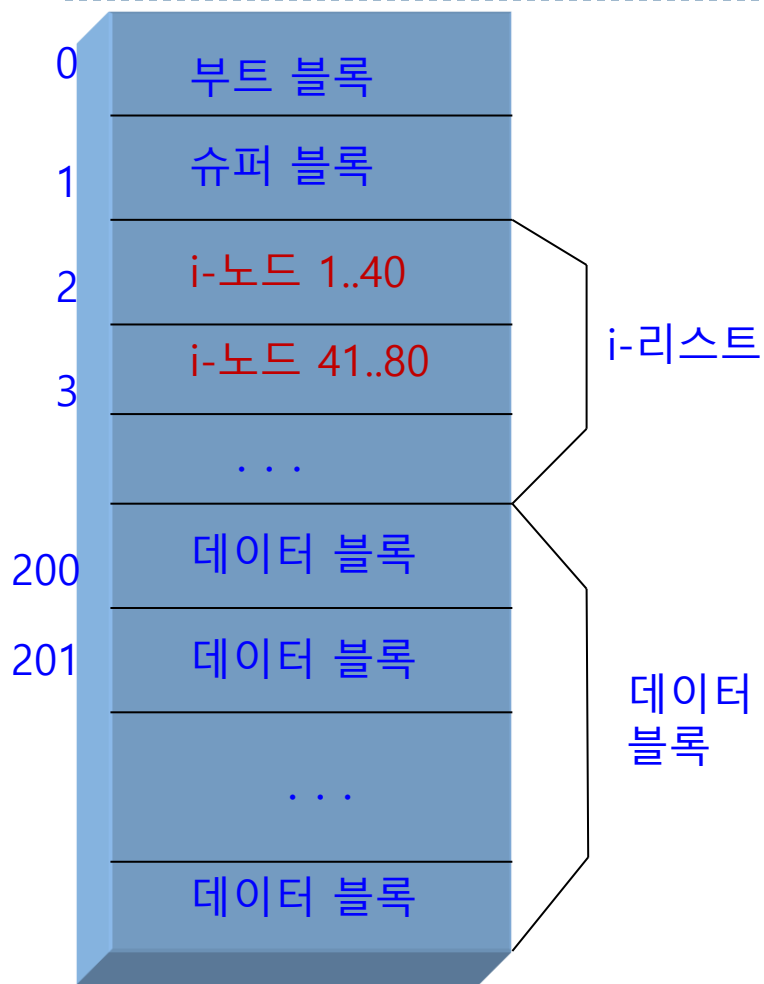 0
부트 블록
1
슈퍼 블록
2
i-노드 1..40
3
i-노드 41..80
i-리스트
. . .
200
데이터 블록
201
데이터 블록
데이터
블록
. . .
데이터 블록